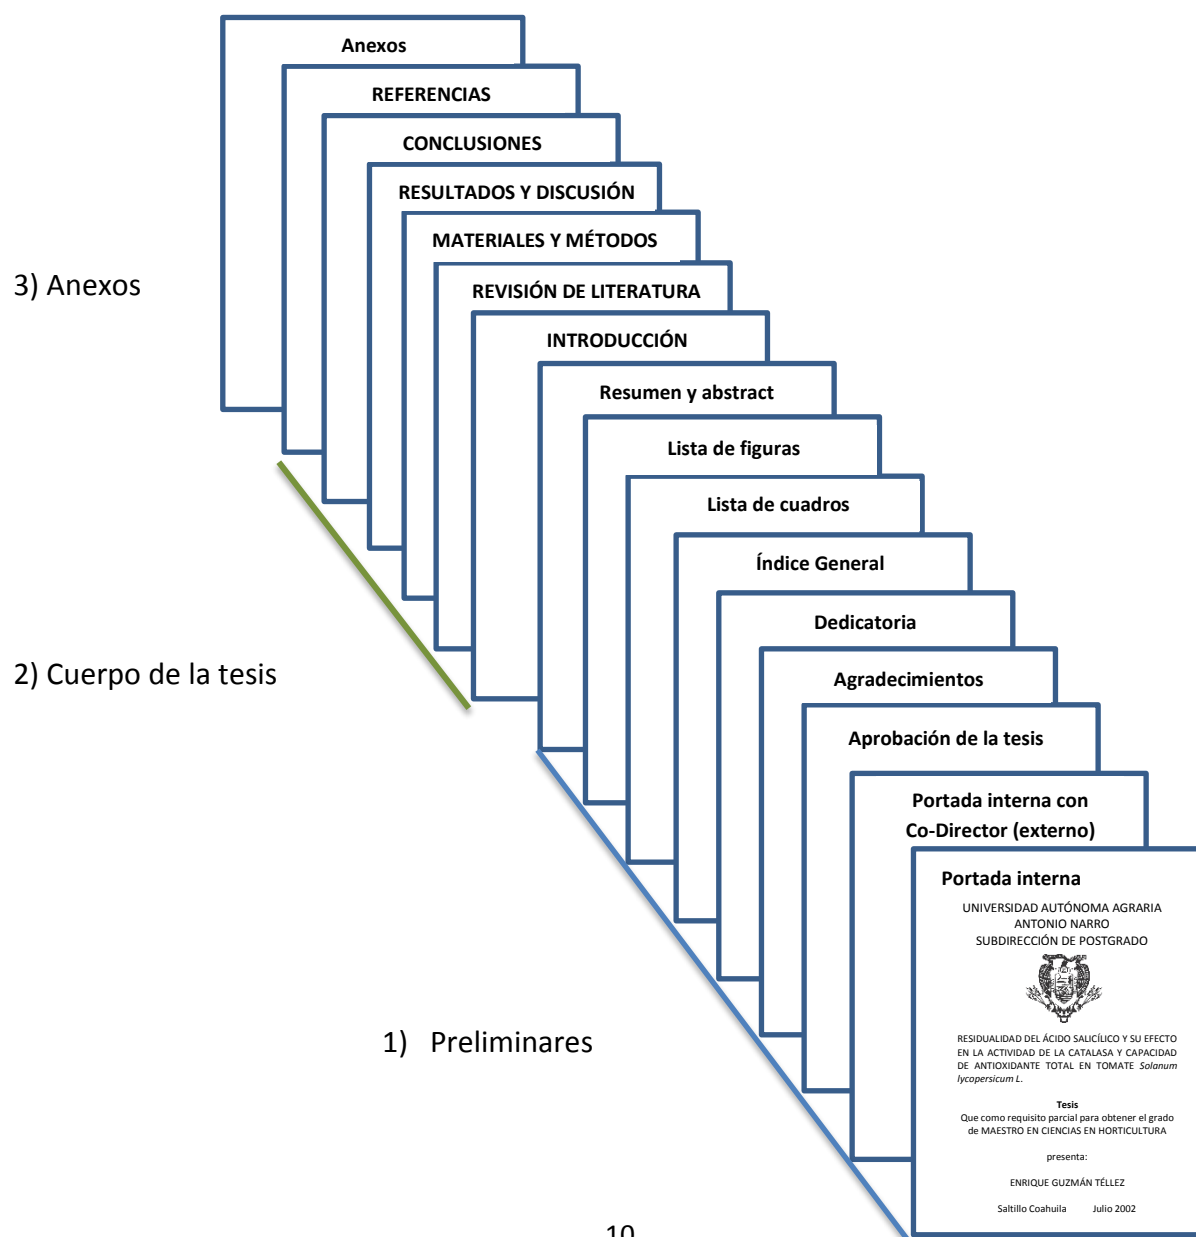 Anexos
REFERENCIAS
CONCLUSIONES
RESULTADOS Y DISCUSIÓN
MATERIALES Y MÉTODOS
3) Anexos
REVISIÓN DE LITERATURA
INTRODUCCIÓN
Resumen y abstract
Lista de figuras
Lista de cuadros
Índice General
Dedicatoria
2) Cuerpo de la tesis
Agradecimientos
Aprobación de la tesis
Portada interna con
Co-Director (externo)
Portada interna
UNIVERSIDAD AUTÓNOMA AGRARIA
ANTONIO NARRO
SUBDIRECCIÓN DE POSTGRADO
1) Preliminares
RESIDUALIDAD DEL ÁCIDO SALICÍLICO Y SU EFECTO
EN LA ACTIVIDAD DE LA CATALASA Y CAPACIDAD
DE ANTIOXIDANTE TOTAL EN TOMATE Solanum
lycopersicum L.
Tesis
Que como requisito parcial para obtener el grado
de MAESTRO EN CIENCIAS EN HORTICULTURA
presenta:
ENRIQUE GUZMÁN TÉLLEZ
Saltillo Coahuila Julio 2002
10